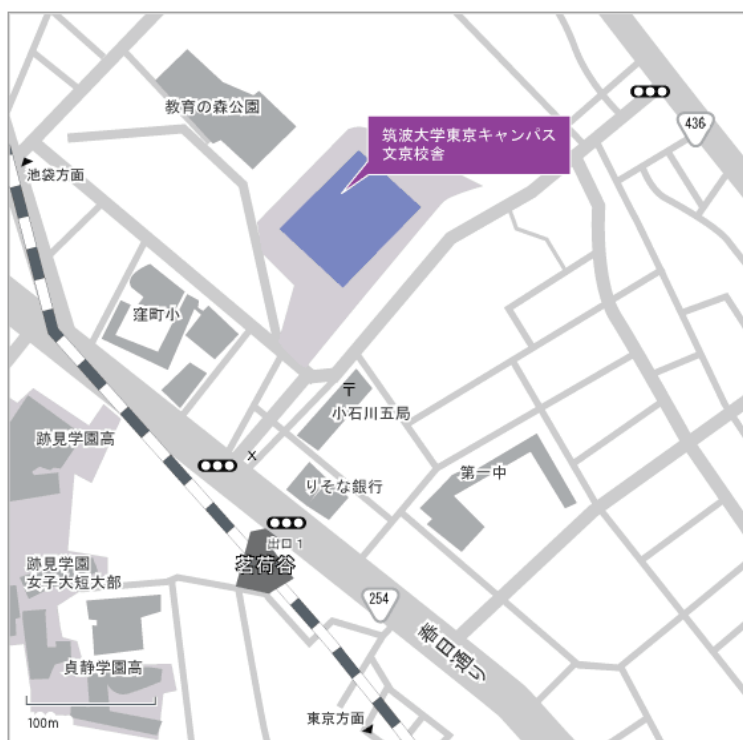 教育の森公園
筑波大学東京キャンパス
文京校舎
436
池袋方面
窪町小
〒
小石川五局
跡見学園高
X
りそな銀行
第一中
出口1
茗荷谷
跡見学園
女子大短大部
254
春日通り
貞静学園高
100m
東京方面